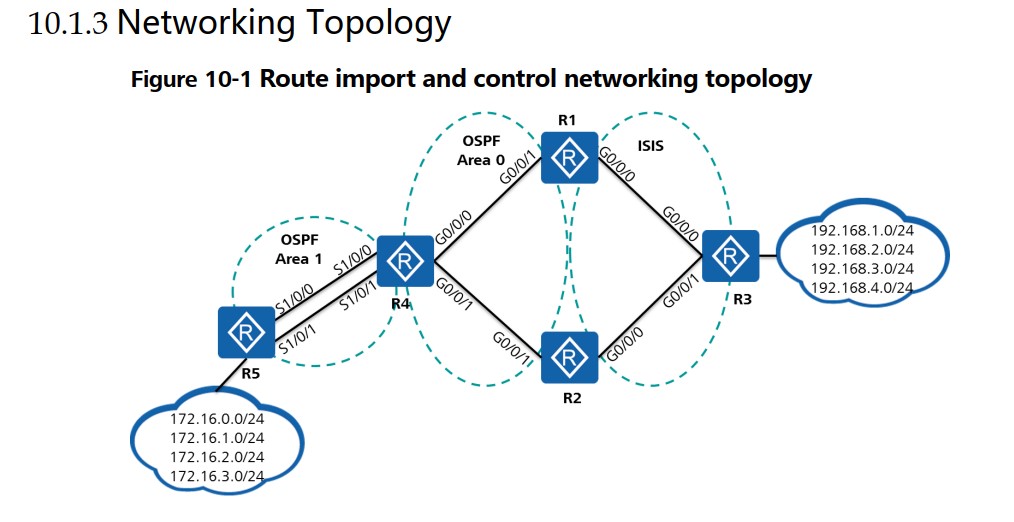 10.1.3 Networking Topology
Figure 10-1 Route import and control networking topology
R1
OSPF
Area 0
ISIS
G0/0/1
G0/0/0
G0/0/0
G0/0/0
192.168.1.0/24
192.168.2.0/24
192.168.3.0/24
192.168.4.0/24
OSPF
Area 1
S1/0/0
S1/0/0
S1/0/1
S1/0/1
R4
G0/0/1
G0/0/1
G0/0/1
G0/0/0
R3
R5
R2
172.16.0.0/24
172.16.1.0/24
172.16.2.0/24
172.16.3.0/24
R
R
R
R
R